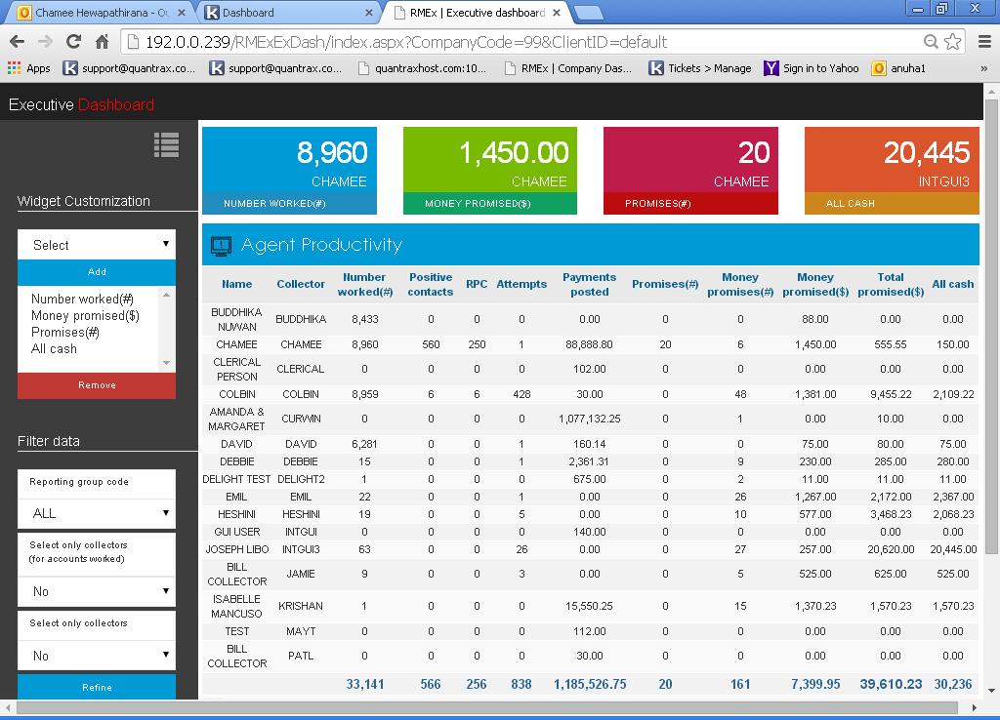 Chamee Hewapathirana - Ou
Dashboard
RMEx | Executive dashboard
192.0.0.239/RMExExDash/index.aspx?CompanyCode=99&ClientID=default
Apps support@quantrax.co... support@quantrax.co... quantraxhost.com:10... RMEx | Company Das... Tickets > Manage Sign in to Yahoo anuha1 »
Executive Dashboard
Widget Customization
Select
Add
Number worked(#)
Money promised($)
Promises(#)
All cash
Remove
Filter data
Reporting group code
ALL
Select only collectors
(for accounts worked)
No
Select only collectors
No
Refine
8,960
CHAMEE
NUMBER WORKED(#)
1,450.00
CHAMEE
MONEY PROMISED($)
20
CHAMEE
PROMISES(#)
20,445
INTGUI3
ALL CASH
Agent Productivity
Name Collector Number worked(#) Positive contacts RPC Attempts Payments posted Promises(#) Money promises(#) Money promised($) Total promised($) All cash
BUDDHIKA NUWAN BUDDHIKA 8,433 0 0 0 0.00 0 0 88.00 0.00 0.00
CHAMEE CHAMEE 8,960 560 250 1 88,888.80 20 6 1,450.00 555.55 150.00
CLERICAL PERSON CLERICAL 0 0 0 0 102.00 0 0 0.00 0.00 0.00
COLBIN COLBIN 8,959 6 6 428 30.00 0 48 1,381.00 9,455.22 2,109.22
AMANDA & MARGARET CURWIN 0 0 0 0 1,077,132.25 0 1 0.00 10.00 0.00
DAVID DAVID 6,281 0 0 1 160.14 0 0 75.00 80.00 75.00
DEBBIE DEBBIE 15 0 0 1 2,361.31 0 9 230.00 285.00 280.00
DELIGHT TEST DELIGHT2 1 0 0 0 675.00 0 2 11.00 11.00 11.00
EMIL EMIL 22 0 0 1 0.00 0 26 1,267.00 2,172.00 2,367.00
HESHINI HESHINI 19 0 0 5 0.00 0 10 577.00 3,468.23 2,068.23
GUI USER INTGUI 0 0 0 0 140.00 0 0 0.00 0.00 0.00
JOSEPH LIBO INTGUI3 63 0 0 26 0.00 0 27 257.00 20,620.00 20,445.00
BILL COLLECTOR JAMIE 9 0 0 3 0.00 0 5 525.00 625.00 525.00
ISABELLE MANCUSO KRISHAN 1 0 0 0 15,550.25 0 15 1,370.23 1,570.23 1,570.23
TEST MAYT 0 0 0 0 112.00 0 0 0.00 0.00 0.00
BILL COLLECTOR PATL 0 0 0 0 30.00 0 0 0.00 0.00 0.00
33,141 566 256 838 1,185,526.75 20 161 7,399.95 39,610.23 30,236